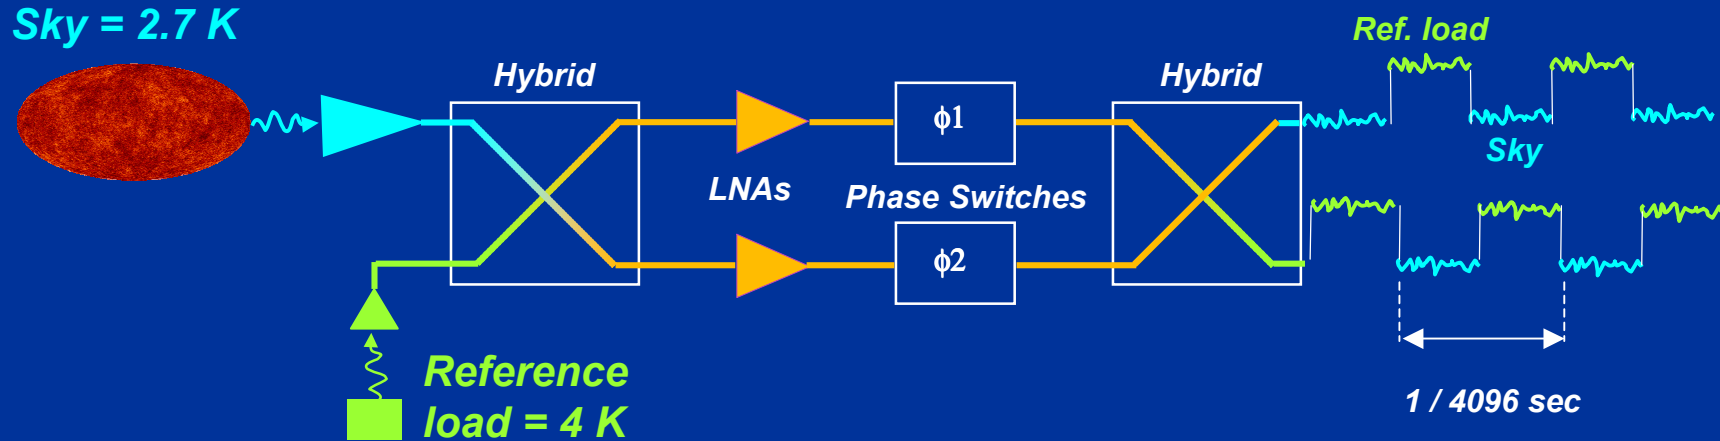 Sky = 2.7 K
Hybrid
Hybrid
Ref. load
ϕ1
Sky
LNAs
Phase Switches
ϕ2
Reference
load = 4 K
1 / 4096 sec